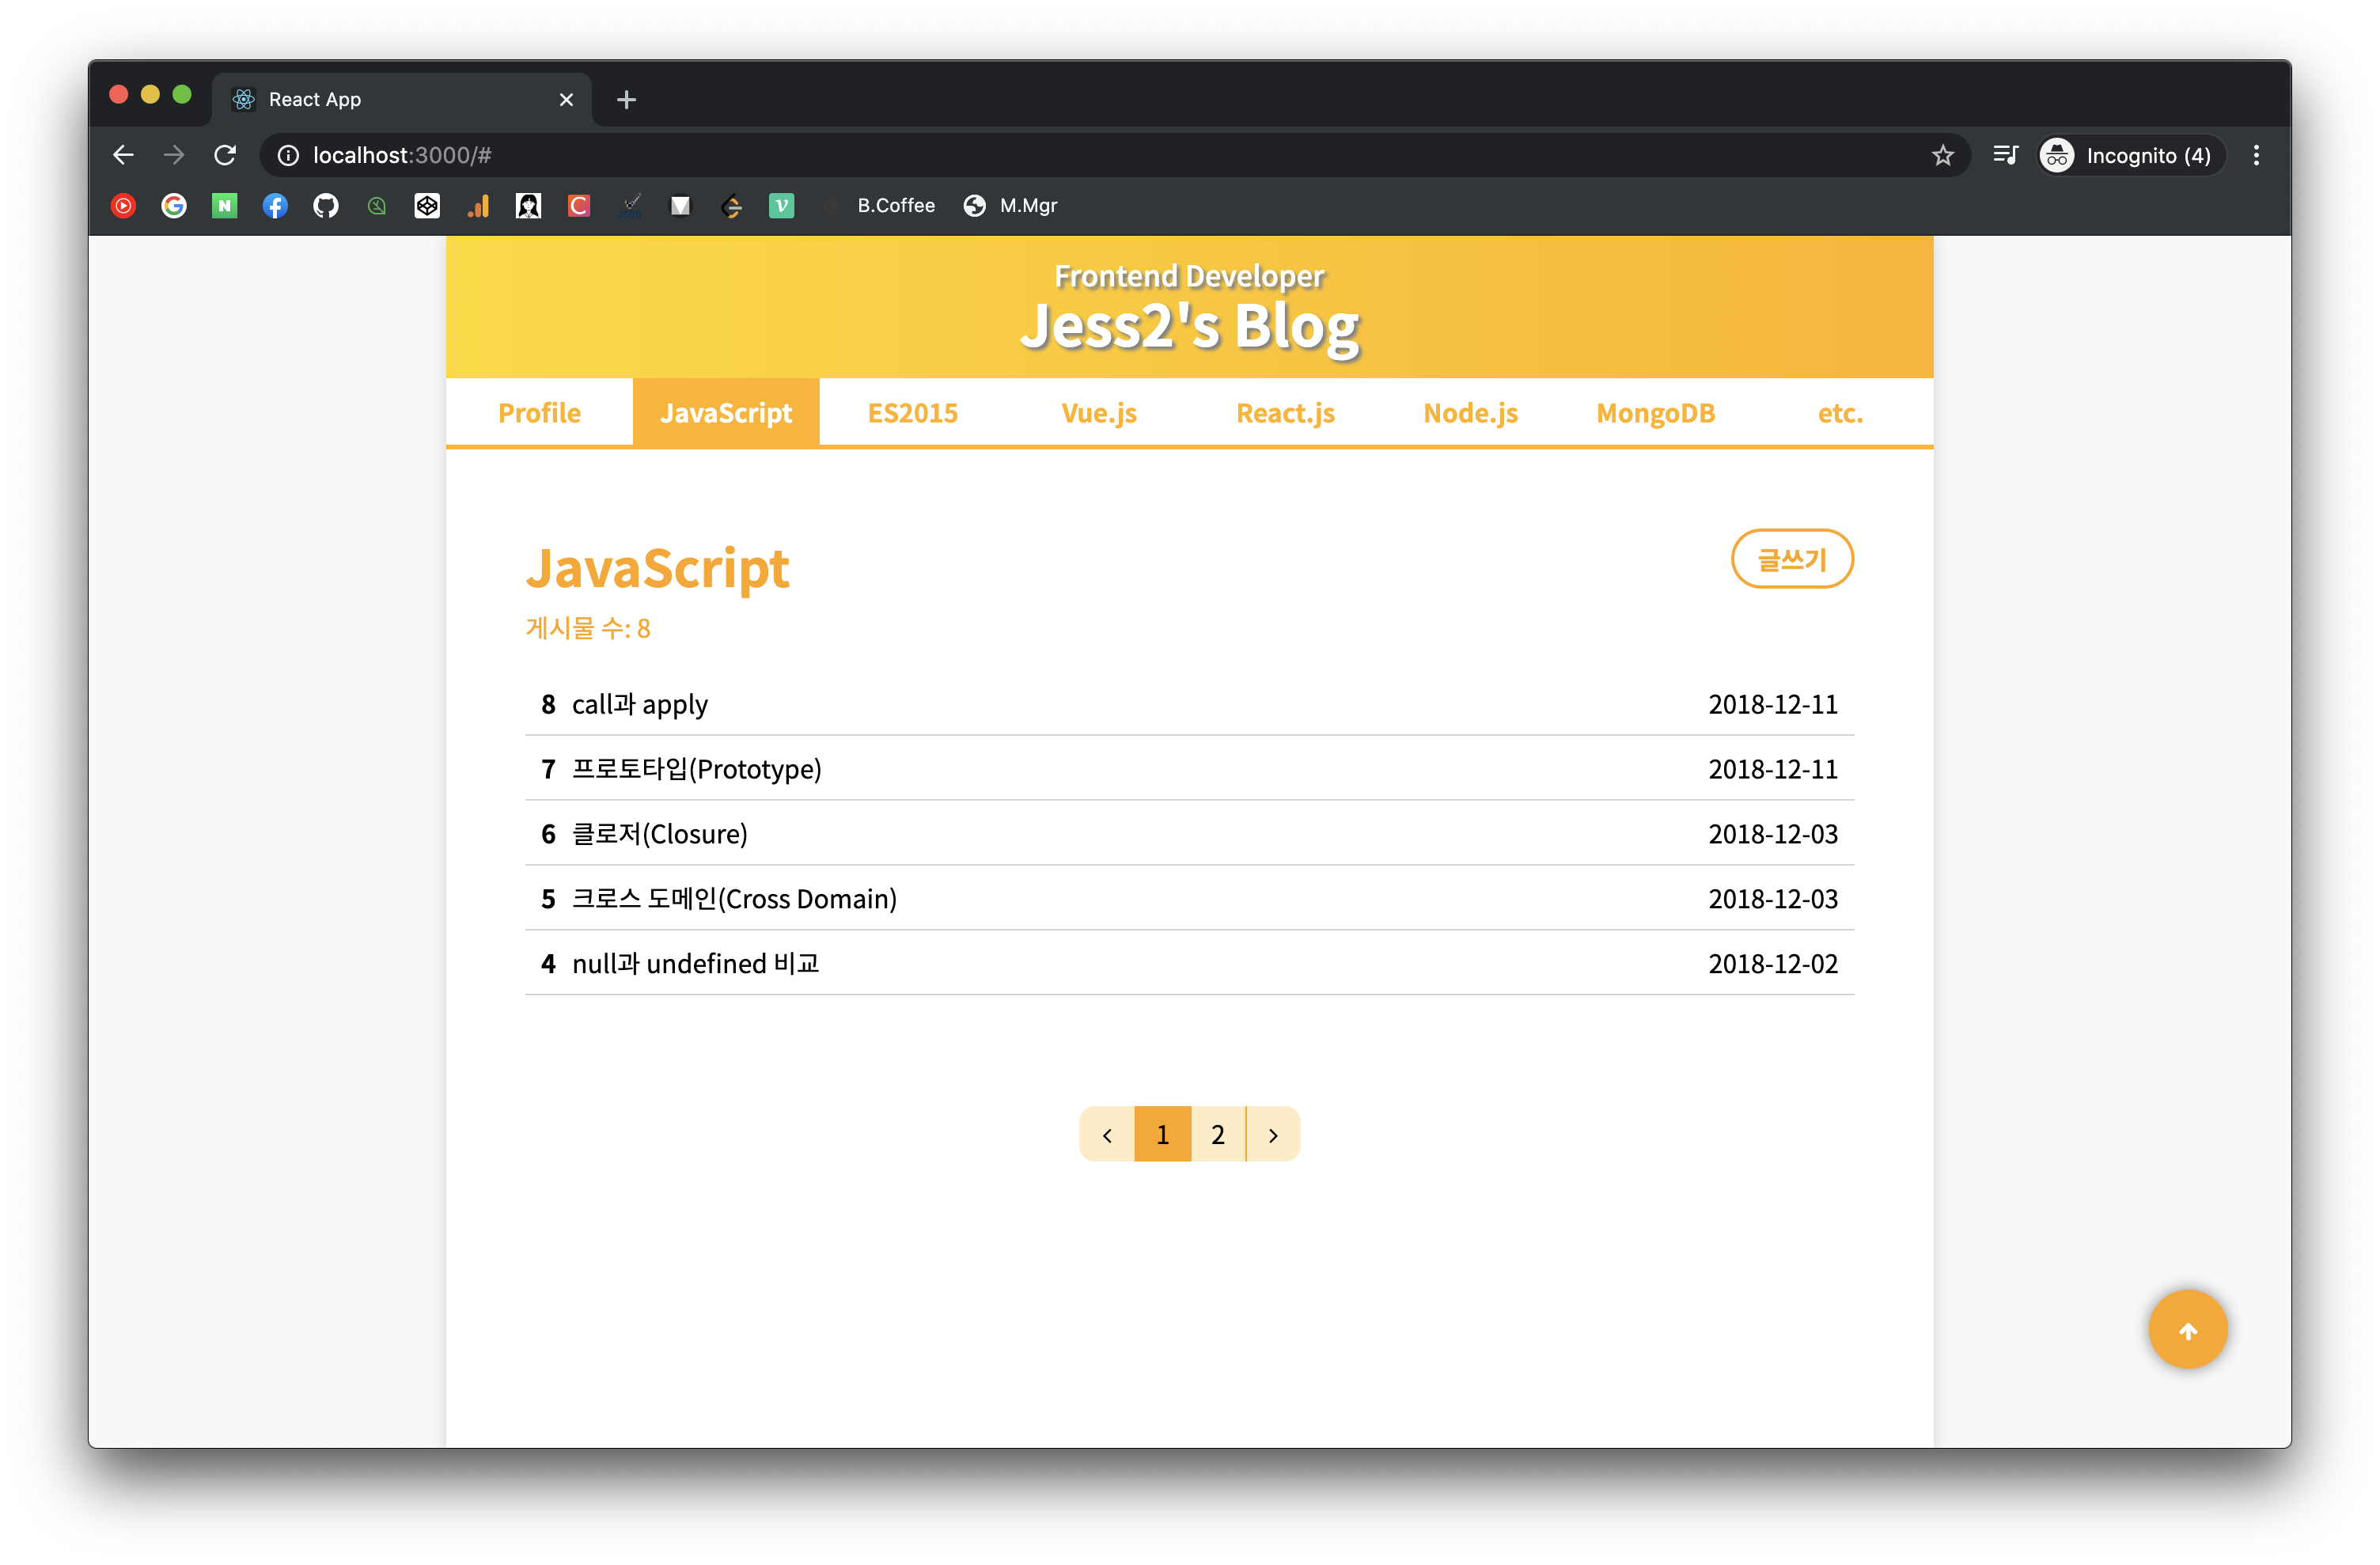 React App
localhost:3000/#
Incognito (4)
B.Coffee M.Mgr
Frontend Developer
Jess2's Blog
Profile JavaScript ES2015 Vue.js React.js Node.js MongoDB etc.
JavaScript
글쓰기
게시물 수: 8
8 call과 apply 2018-12-11
7 프로토타입(Prototype) 2018-12-11
6 클로저(Closure) 2018-12-03
5 크로스 도메인(Cross Domain) 2018-12-03
4 null과 undefined 비교 2018-12-02
1 2